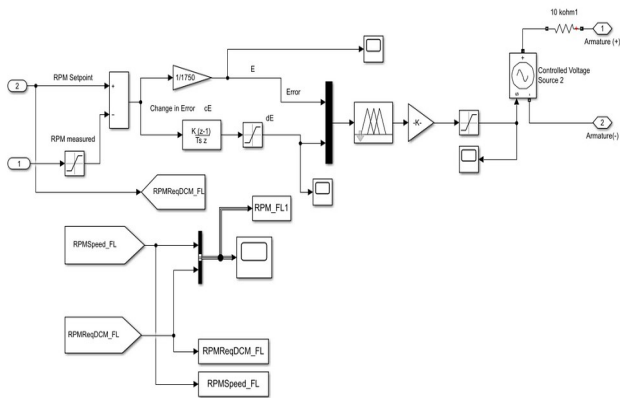 10 kohm1
1
Armature (+)
+
Controlled Voltage
Source 2
s
-
2
Armature(-)
2
RPM Setpoint
+
-
1/1750
E
Error
Change in Error cE
K (z-1)
Ts z
dE
-K-
RPM measured
1
RPMReqDCM_FL
RPM_FL1
RPMSpeed_FL
RPMReqDCM_FL
RPMReqDCM_FL
RPMSpeed_FL